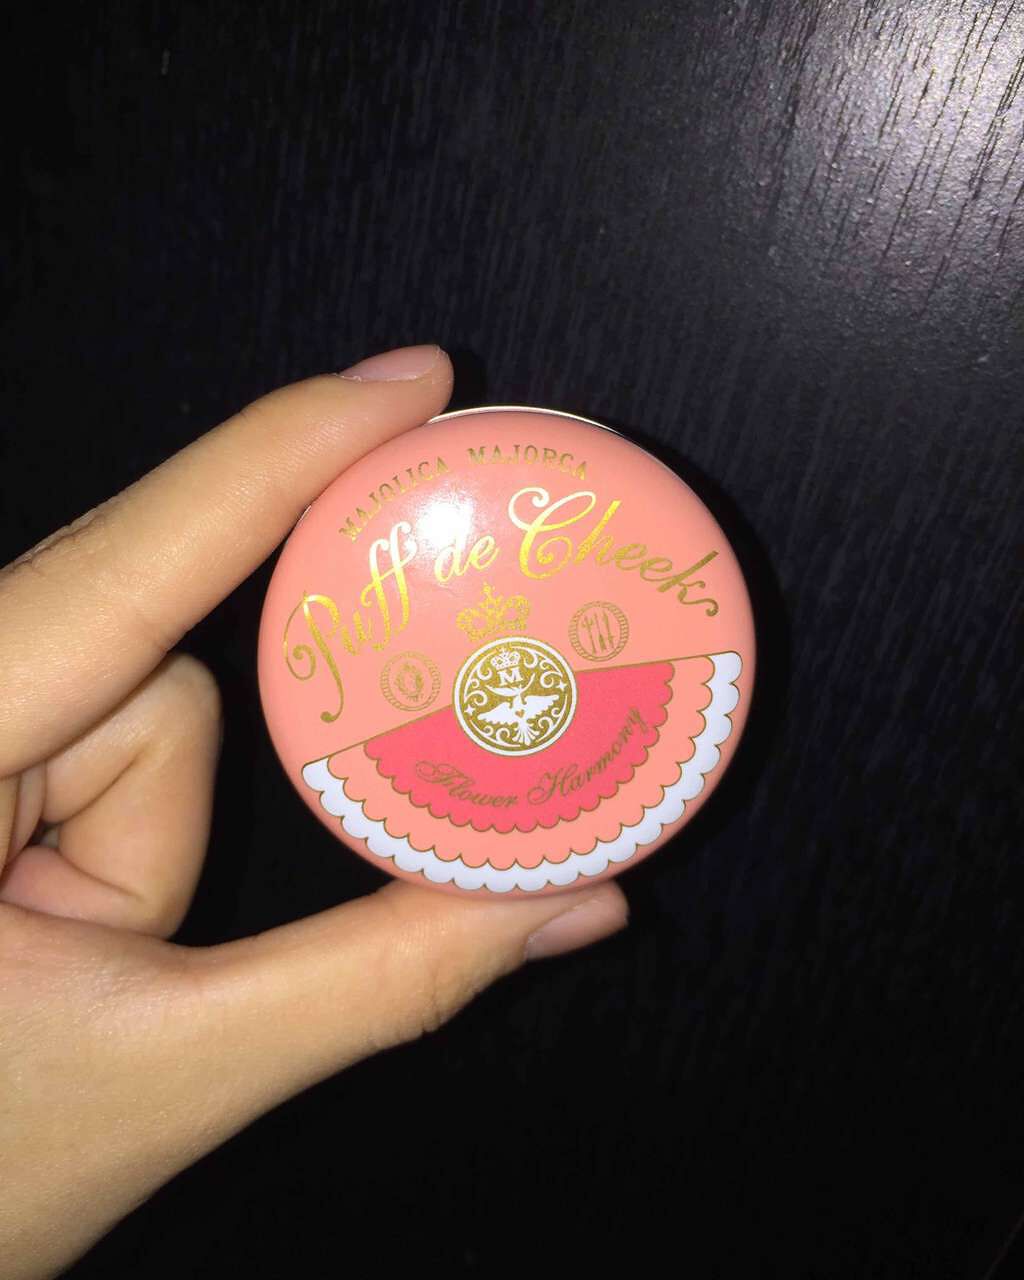 MAJOLICA MAJORCA
Puff de Cheek
M
Flower Harmony